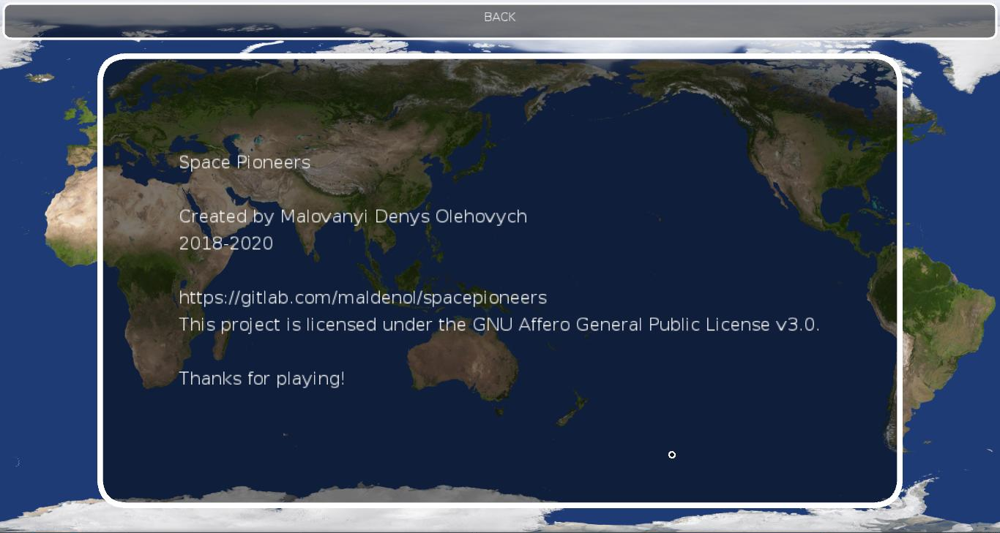 BACK
Space Pioneers
Created by Malovanyi Denys Olehovych
2018-2020
https://gitlab.com/maldenol/spacepioneers
This project is licensed under the GNU Affero General Public License v3.0.
Thanks for playing!